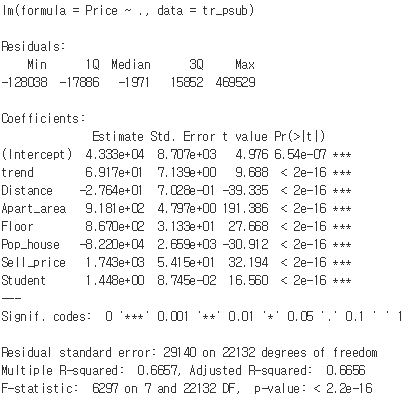 lm(formula = Price ~ ., data = tr_psub)
Residuals:
Min 1Q Median 3Q Max
-128038 -17886 -1971 15852 469529
Coefficients:
Estimate Std. Error t value Pr(>|t|)
(Intercept) 4.333e+04 8.707e+03 4.976 6.54e-07 ***
trend 6.917e+01 7.139e+00 9.688 < 2e-16 ***
Distance -2.764e+01 7.028e-01 -39.335 < 2e-16 ***
Apart_area 9.181e+02 4.797e+00 191.386 < 2e-16 ***
Floor 8.670e+02 3.133e+01 27.668 < 2e-16 ***
Pop_house -8.220e+04 2.659e+03 -30.912 < 2e-16 ***
Sell_price 1.743e+03 5.415e+01 32.194 < 2e-16 ***
Student 1.448e+00 8.745e-02 16.560 < 2e-16 ***
---
Signif. codes: 0 '***' 0.001 '**' 0.01 '*' 0.05 '.' 0.1 ' ' 1
Residual standard error: 29140 on 22132 degrees of freedom
Multiple R-squared: 0.6657, Adjusted R-squared: 0.6656
F-statistic: 6297 on 7 and 22132 DF, p-value: < 2.2e-16